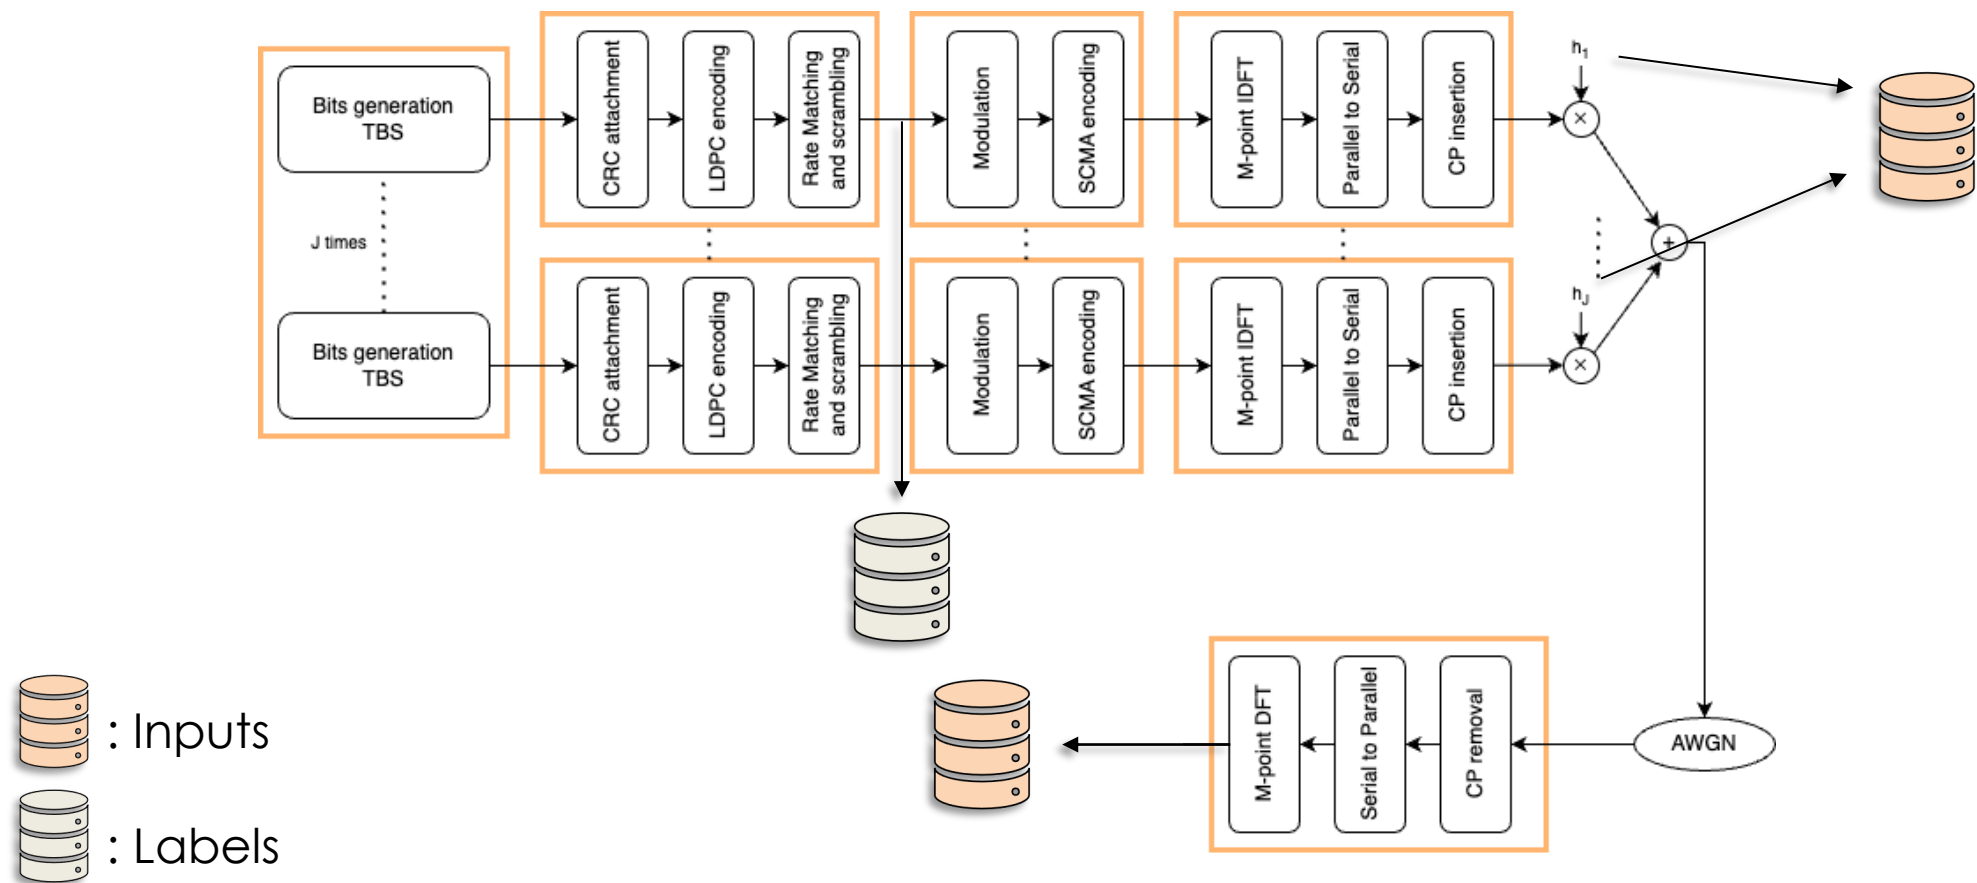 Bits generation
TBS
CRC attachment
LDPC encoding
Rate Matching
and scrambling
Modulation
SCMA encoding
M-point IDFT
Parallel to Serial
CP insertion
h1
×
J times
+
Bits generation
TBS
CRC attachment
LDPC encoding
Rate Matching
and scrambling
Modulation
SCMA encoding
M-point IDFT
Parallel to Serial
CP insertion
hJ
×
M-point DFT
Serial to Parallel
CP removal
AWGN
: Inputs
: Labels